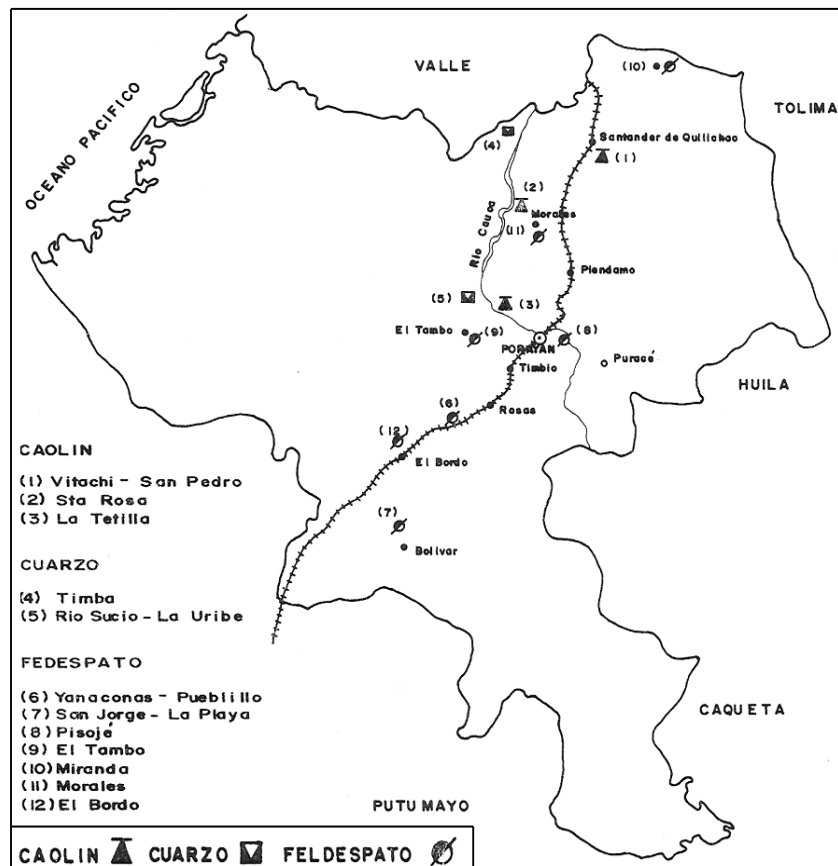 VALLE
(10)
TOLIMA
OCEANO PACIFICO
Santander de Quilichao
(4)
(1)
(2)
Morales
(11)
Rio Cauca
Piendamo
(5)
(3)
El Tambo
(9)
(8)
POPAYAN
Puracé
Timbio
HUILA
(6)
Rosas
(12)
El Bordo
(7)
Bolivar
CAOLIN
(1) Vitachi - San Pedro
(2) Sta Rosa
(3) La Tetilla
CUARZO
(4) Timba
(5) Rio Sucio - La Uribe
FEDESPATO
(6) Yanaconas - Pueblillo
(7) San Jorge - La Playa
(8) Pisojé
(9) El Tambo
(10) Miranda
(11) Morales
(12) El Bordo
CAQUETA
PUTUMAYO
CAOLIN CUARZO FELDESPATO